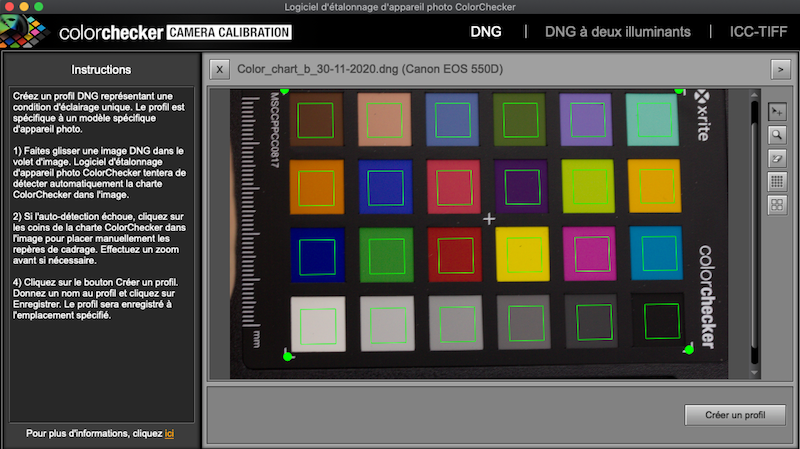 Logiciel d'étalonnage d'appareil photo ColorChecker
colorchecker CAMERA CALIBRATION
DNG | DNG à deux illuminants | ICC-TIFF
Instructions
Créez un profil DNG représentant une
condition d'éclairage unique. Le profil est
spécifique à un modèle spécifique
d'appareil photo.
1) Faites glisser une image DNG dans le
volet d'image. Logiciel d'étalonnage
d'appareil photo ColorChecker tentera de
détecter automatiquement la charte
ColorChecker dans l'image.
2) Si l'auto-détection échoue, cliquez sur
les coins de la charte ColorChecker dans
l'image pour placer manuellement les
repères de cadrage. Effectuez un zoom
avant si nécessaire.
4) Cliquez sur le bouton Créer un profil.
Donnez un nom au profil et cliquez sur
Enregistrer. Le profil sera enregistré à
l'emplacement spécifié.
Pour plus d'informations, cliquez ici
X Color_chart_b_30-11-2020.dng (Canon EOS 550D) >
MSCCPPCC0817
x-rite
colorchecker
mm
Créer un profil